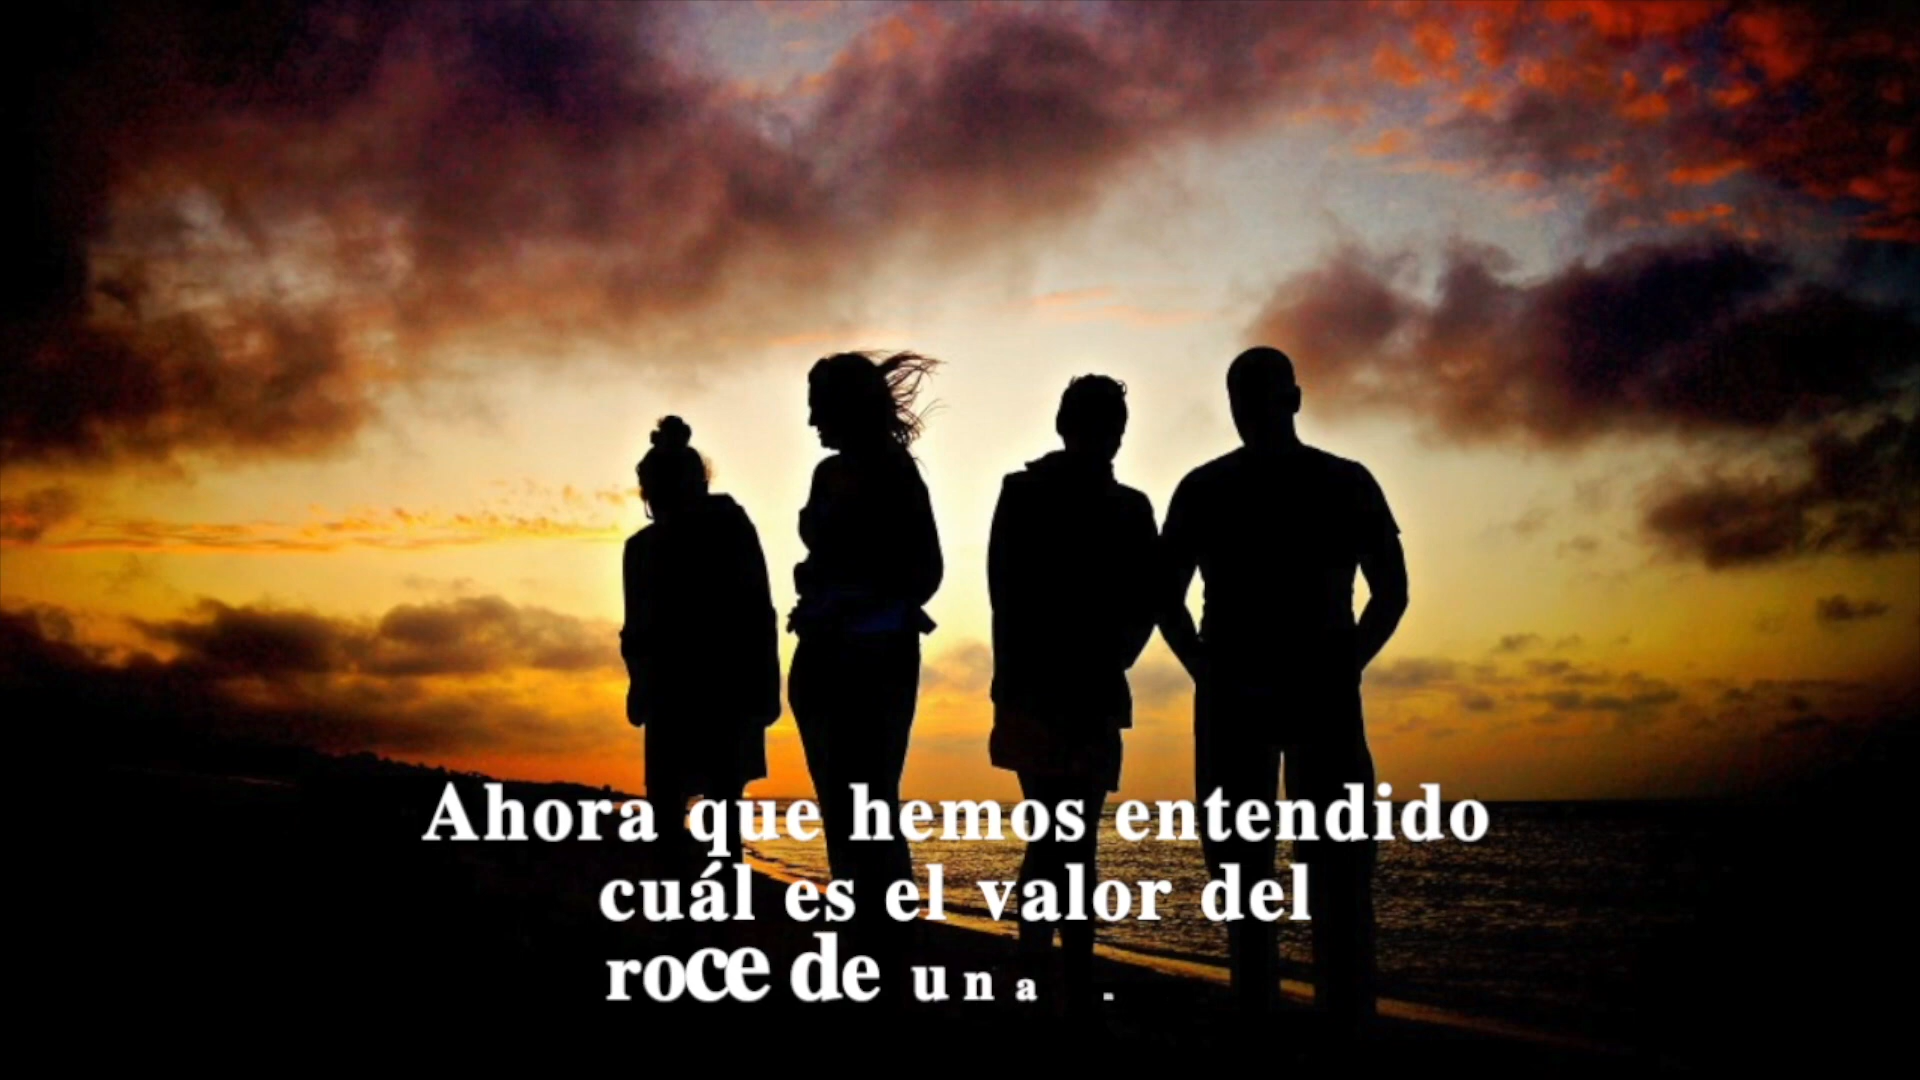 Ahora que hemos entendido
cuál es el valor del
roce de una